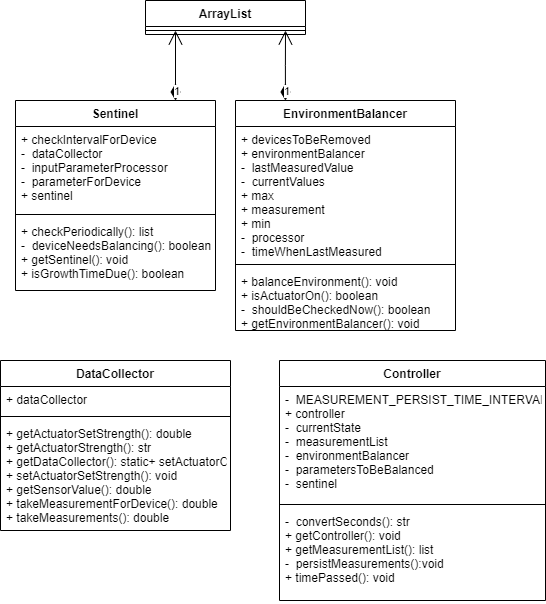 ArrayList
1
1
Sentinel
+ checkIntervalForDevice
- dataCollector
- inputParameterProcessor
- parameterForDevice
+ sentinel
+ checkPeriodically(): list
- deviceNeedsBalancing(): boolean
+ getSentinel(): void
+ isGrowthTimeDue(): boolean
EnvironmentBalancer
+ devicesToBeRemoved
+ environmentBalancer
- lastMeasuredValue
- currentValues
+ max
+ measurement
+ min
- processor
- timeWhenLastMeasured
+ balanceEnvironment(): void
+ isActuatorOn(): boolean
- shouldBeCheckedNow(): boolean
+ getEnvironmentBalancer(): void
DataCollector
+ dataCollector
+ getActuatorSetStrength(): double
+ getActuatorStrength(): str
+ getDataCollector(): static+ setActuatorC
+ setActuatorSetStrength(): void
+ getSensorValue(): double
+ takeMeasurementForDevice(): double
+ takeMeasurements(): double
Controller
- MEASUREMENT_PERSIST_TIME_INTERVAL
+ controller
- currentState
- measurementList
- environmentBalancer
- parametersToBeBalanced
- sentinel
- convertSeconds(): str
+ getController(): void
+ getMeasurementList(): list
- persistMeasurements():void
+ timePassed(): void